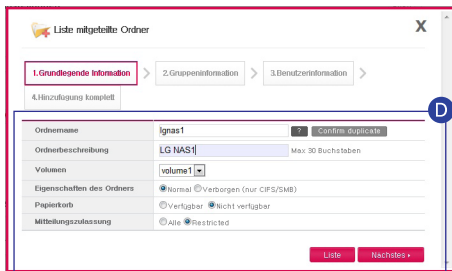 Liste mitgeteilte Ordner
X
1.Grundlegende Information
2.Gruppeninformation
3.Benutzerinformation
4.Hinzufügung komplett
D
Ordnername lgnas1 ? Confirm duplicate
Ordnerbeschreibung LG NAS1 Max 30 Buchstaben
Volumen volume1
Eigenschaften des Ordners Normal Verborgen (nur CIFS/SMB)
Papierkorb Verfügbar Nicht verfügbar
Mitteilungszulassung Alle Restricted
Liste Nachstes